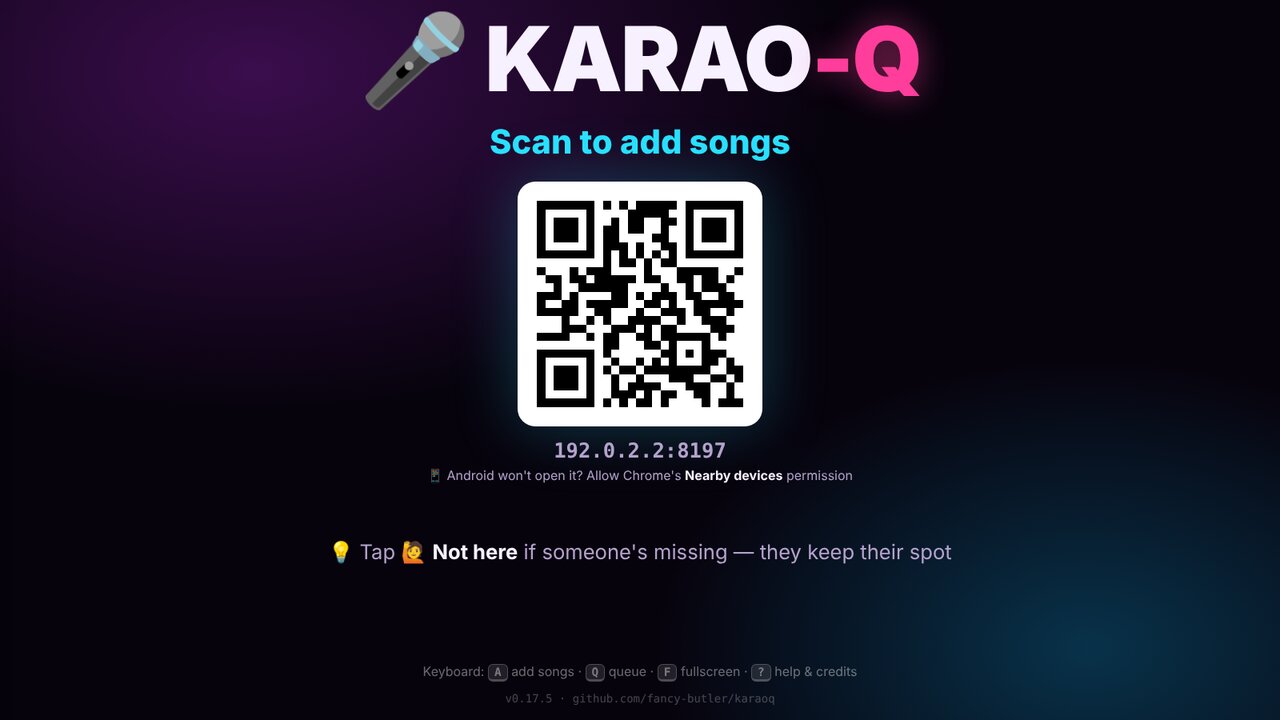 🎤 KARAO-Q
Scan to add songs
192.0.2.2:8197
📱 Android won't open it? Allow Chrome's Nearby devices permission
💡 Tap 🙋 Not here if someone's missing — they keep their spot
Keyboard: A add songs · Q queue · F fullscreen · ? help & credits
v0.17.5 · github.com/fancy-butler/karaoq